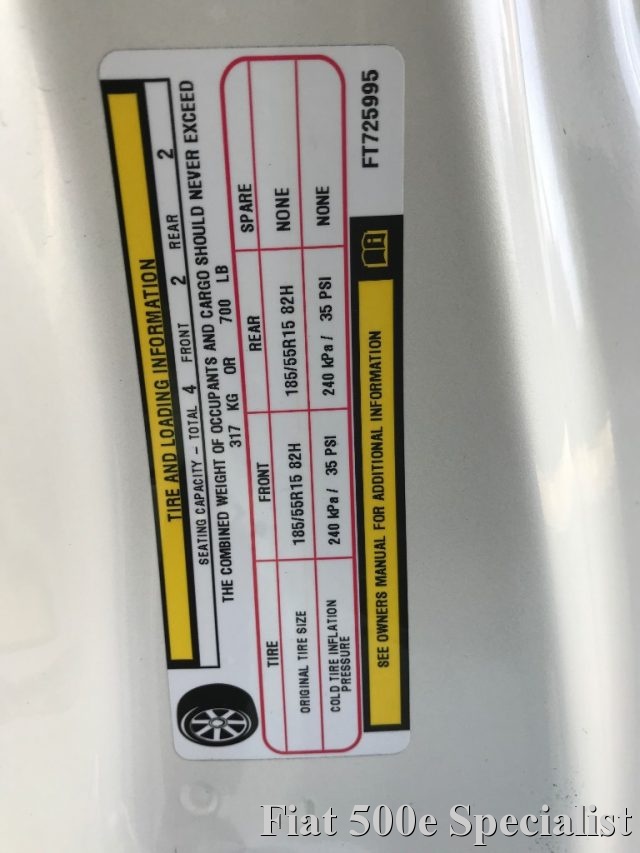 TIRE AND LOADING INFORMATION
SEATING CAPACITY – TOTAL 4 FRONT 2 REAR 2
THE COMBINED WEIGHT OF OCCUPANTS AND CARGO SHOULD NEVER EXCEED
317 KG OR 700 LB
TIRE FRONT REAR SPARE
ORIGINAL TIRE SIZE 185/55R15 82H 185/55R15 82H NONE
COLD TIRE INFLATION
PRESSURE 240 kPa / 35 PSI 240 kPa / 35 PSI NONE
SEE OWNERS MANUAL FOR ADDITIONAL INFORMATION
FT725995
Fiat 500e Specialist